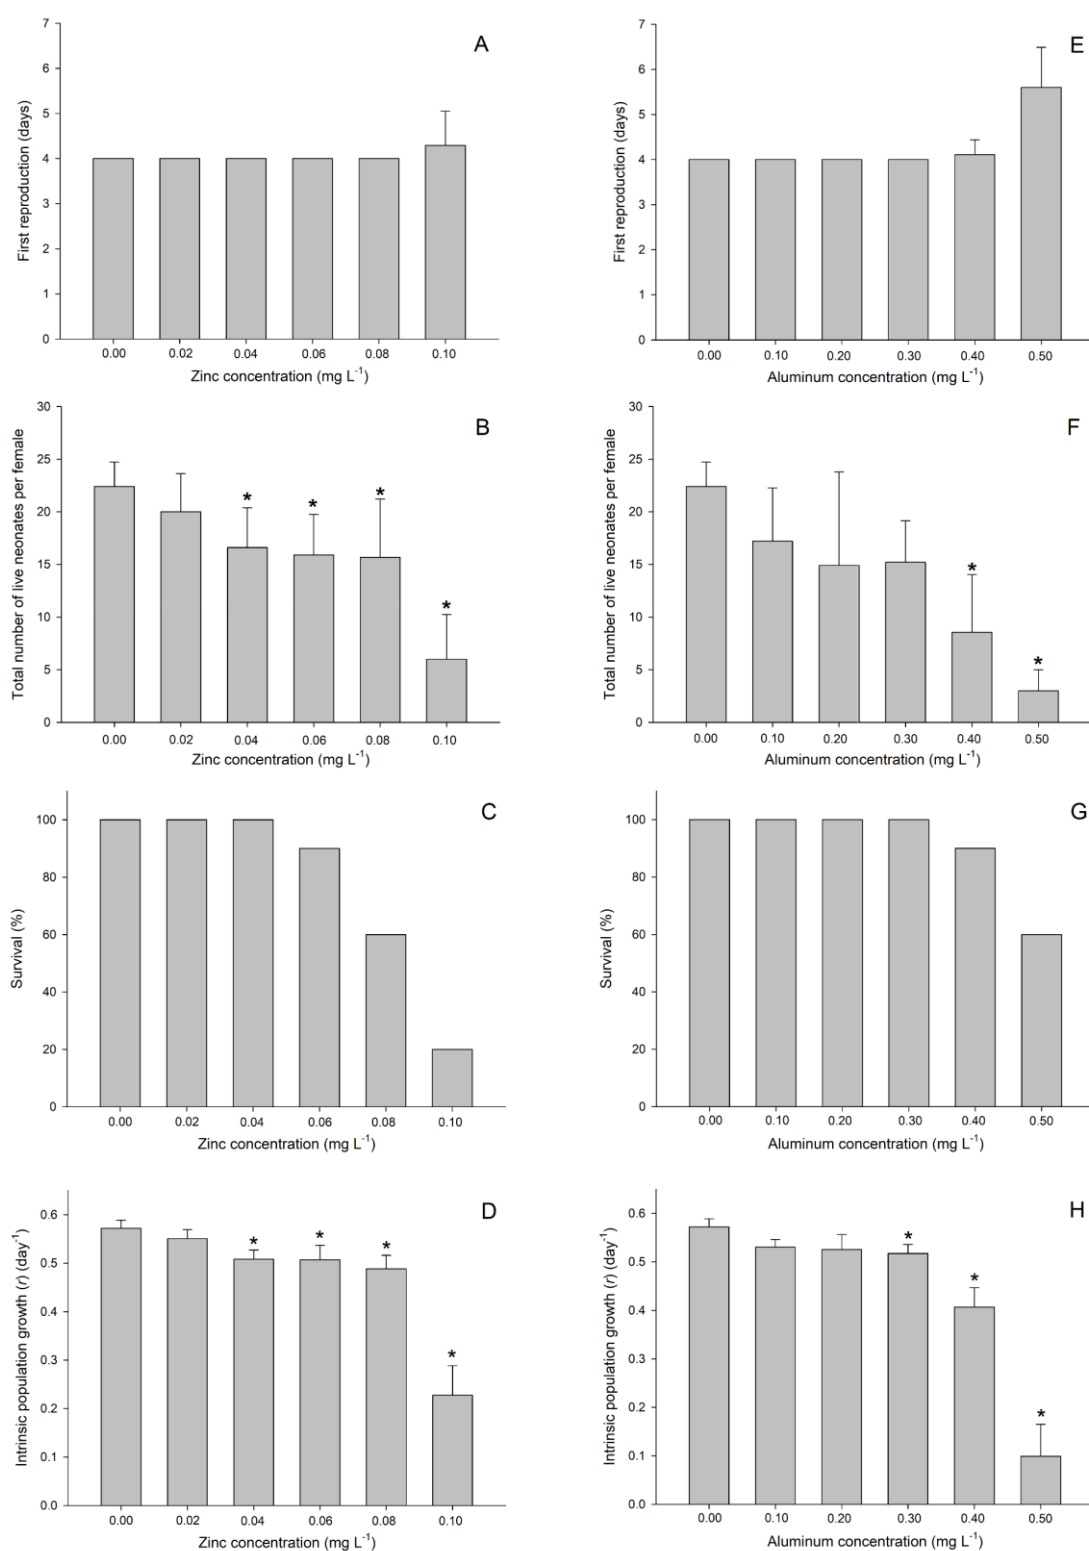 A
First reproduction (days)
7
6
5
4
3
2
1
0
0.00 0.02 0.04 0.06 0.08 0.10
Zinc concentration (mg L⁻¹)
E
First reproduction (days)
7
6
5
4
3
2
1
0
0.00 0.10 0.20 0.30 0.40 0.50
Aluminum concentration (mg L⁻¹)
B
Total number of live neonates per female
30
25
20
15
10
5
0
* * * *
0.00 0.02 0.04 0.06 0.08 0.10
Zinc concentration (mg L⁻¹)
F
Total number of live neonates per female
30
25
20
15
10
5
0
* *
0.00 0.10 0.20 0.30 0.40 0.50
Aluminum concentration (mg L⁻¹)
C
Survival (%)
100
80
60
40
20
0
0.00 0.02 0.04 0.06 0.08 0.10
Zinc concentration (mg L⁻¹)
G
Survival (%)
100
80
60
40
20
0
0.00 0.10 0.20 0.30 0.40 0.50
Aluminum concentration (mg L⁻¹)
D
Intrinsic population growth (r) (day⁻¹)
0.6
0.5
0.4
0.3
0.2
0.1
0.0
* * * *
0.00 0.02 0.04 0.06 0.08 0.10
Zinc concentration (mg L⁻¹)
H
Intrinsic population growth (r) (day⁻¹)
0.6
0.5
0.4
0.3
0.2
0.1
0.0
* * *
0.00 0.10 0.20 0.30 0.40 0.50
Aluminum concentration (mg L⁻¹)